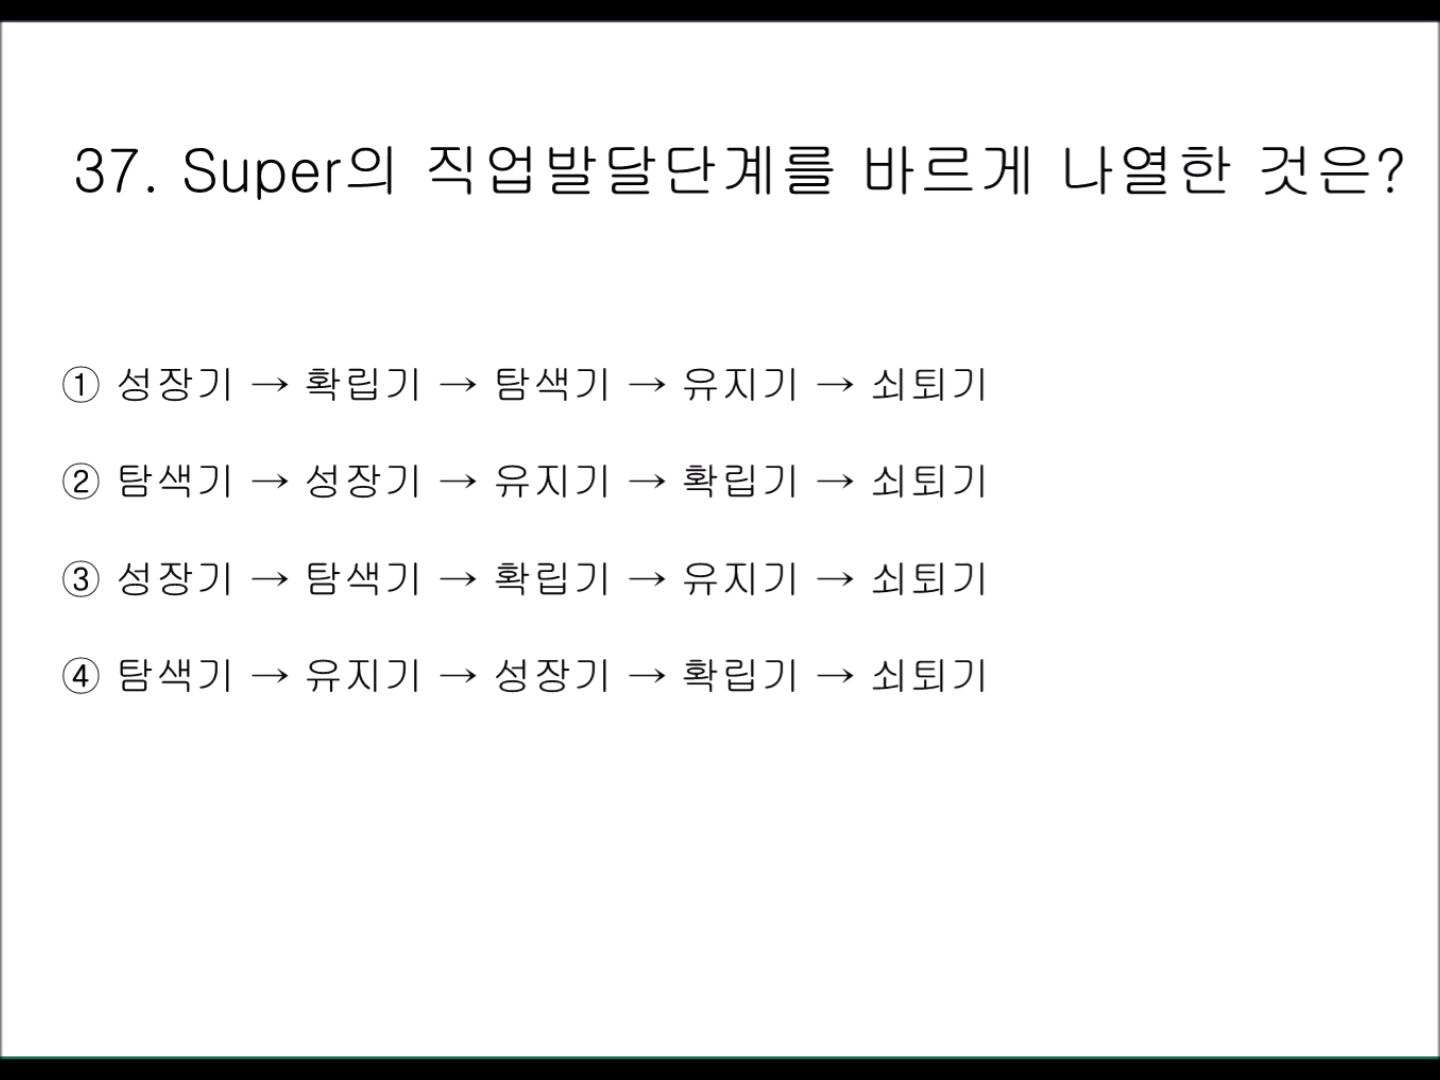 37. Super의 직업발달단계를 바르게 나열한 것은?
① 성장기 → 확립기 → 탐색기 → 유지기 → 쇠퇴기
② 탐색기 → 성장기 → 유지기 → 확립기 → 쇠퇴기
③ 성장기 → 탐색기 → 확립기 → 유지기 → 쇠퇴기
④ 탐색기 → 유지기 → 성장기 → 확립기 → 쇠퇴기